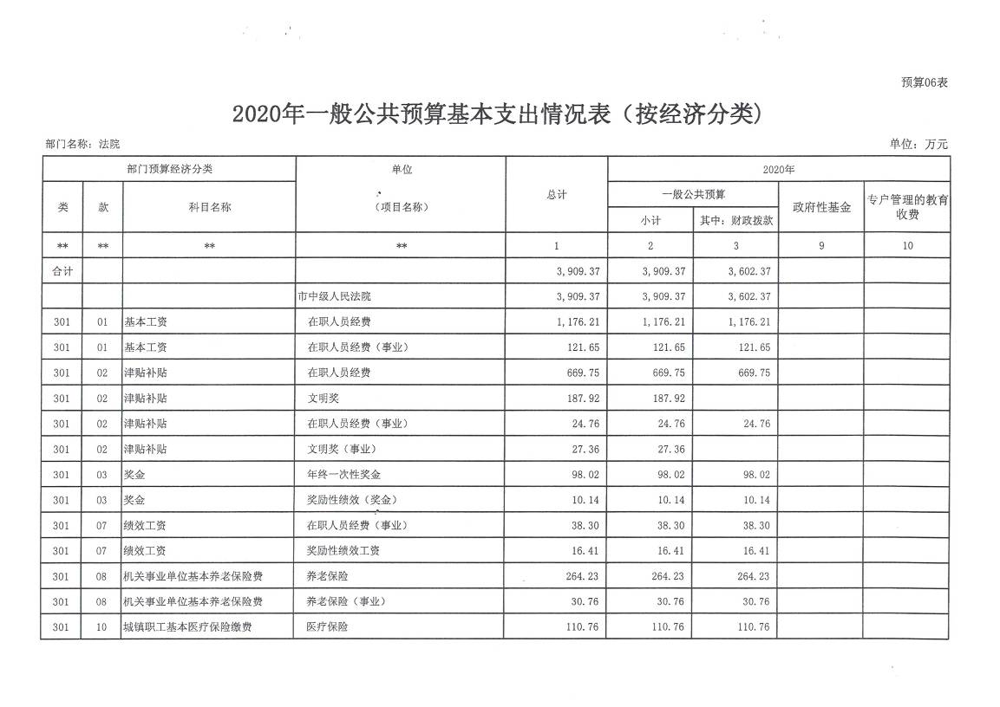 预算06表
2020年一般公共预算基本支出情况表（按经济分类)
部门名称：法院 单位：万元
部门预算经济分类 单位 2020年
总计 一般公共预算
类 款 科目名称 （项目名称） 政府性基金 专户管理的教育收费
小计 其中：财政拨款
** ** ** ** 1 2 3 9 10
合计 3,909.37 3,909.37 3,602.37
市中级人民法院 3,909.37 3,909.37 3,602.37
301 01 基本工资 在职人员经费 1,176.21 1,176.21 1,176.21
301 01 基本工资 在职人员经费（事业） 121.65 121.65 121.65
301 02 津贴补贴 在职人员经费 669.75 669.75 669.75
301 02 津贴补贴 文明奖 187.92 187.92
301 02 津贴补贴 在职人员经费（事业） 24.76 24.76 24.76
301 02 津贴补贴 文明奖（事业） 27.36 27.36
301 03 奖金 年终一次性奖金 98.02 98.02 98.02
301 03 奖金 奖励性绩效（奖金） 10.14 10.14 10.14
301 07 绩效工资 在职人员经费（事业） 38.30 38.30 38.30
301 07 绩效工资 奖励性绩效工资 16.41 16.41 16.41
301 08 机关事业单位基本养老保险费 养老保险 264.23 264.23 264.23
301 08 机关事业单位基本养老保险费 养老保险（事业） 30.76 30.76 30.76
301 10 城镇职工基本医疗保险缴费 医疗保险 110.76 110.76 110.76